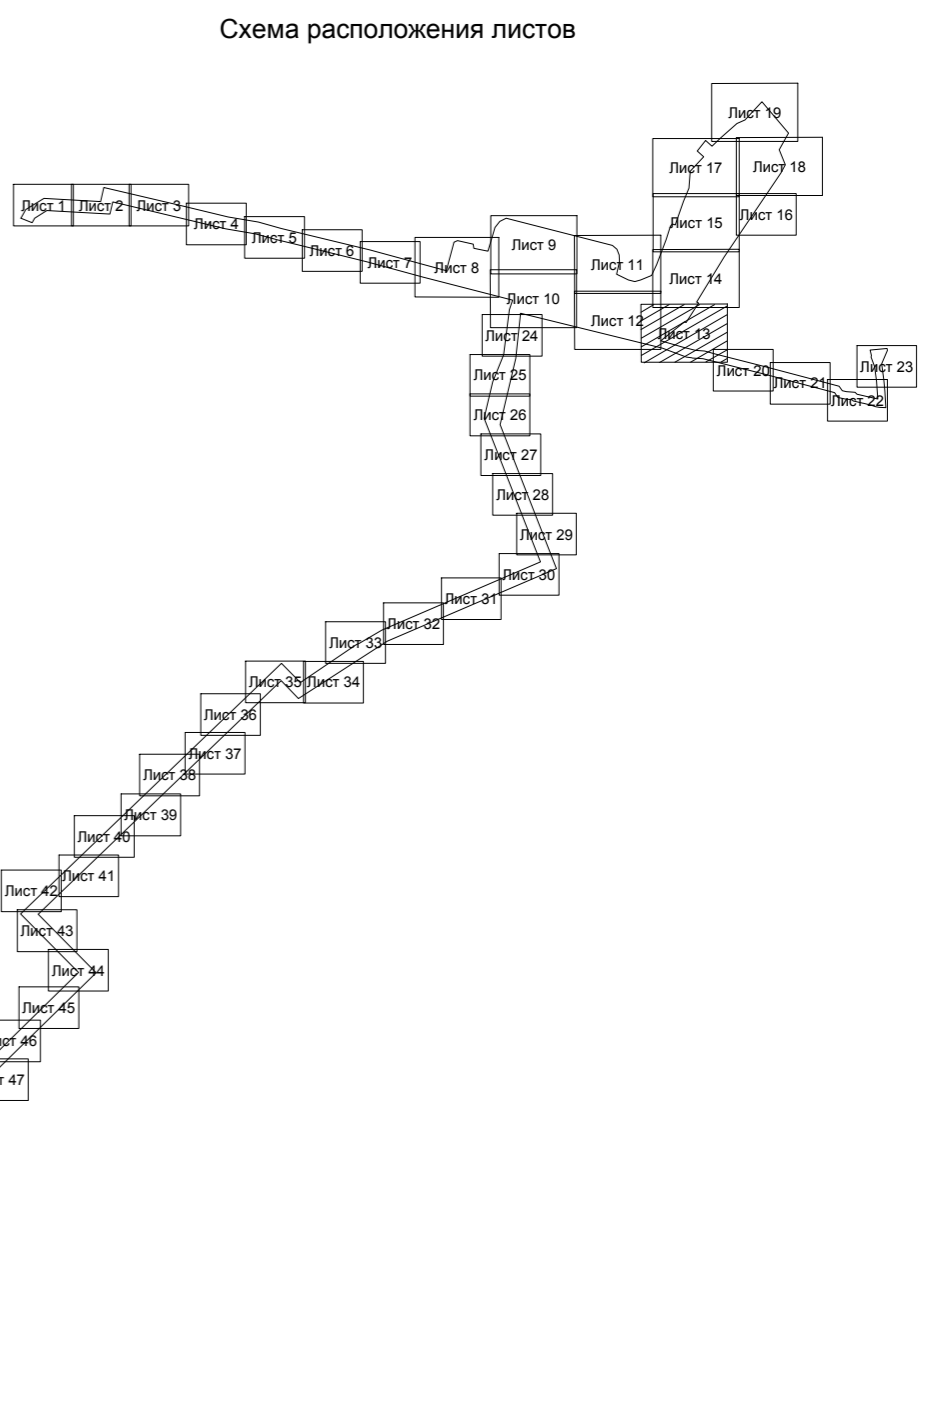 Схема расположения листов
Лист 19
Лист 17
Лист 18
Лист 1
Лист 2
Лист 3
Лист 4
Лист 15
Лист 16
Лист 5
Лист 6
Лист 7
Лист 8
Лист 9
Лист 11
Лист 14
Лист 10
Лист 12
Лист 13
Лист 24
Лист 20
Лист 21
Лист 22
Лист 23
Лист 25
Лист 26
Лист 27
Лист 28
Лист 29
Лист 30
Лист 31
Лист 32
Лист 33
Лист 35
Лист 34
Лист 36
Лист 37
Лист 38
Лист 39
Лист 40
Лист 41
Лист 42
Лист 43
Лист 44
Лист 45
ст 46
т 47